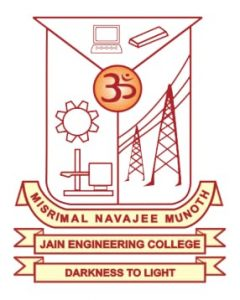 ॐ
MISRIMAL NAVAJEE MUNOTH
JAIN ENGINEERING COLLEGE
DARKNESS TO LIGHT